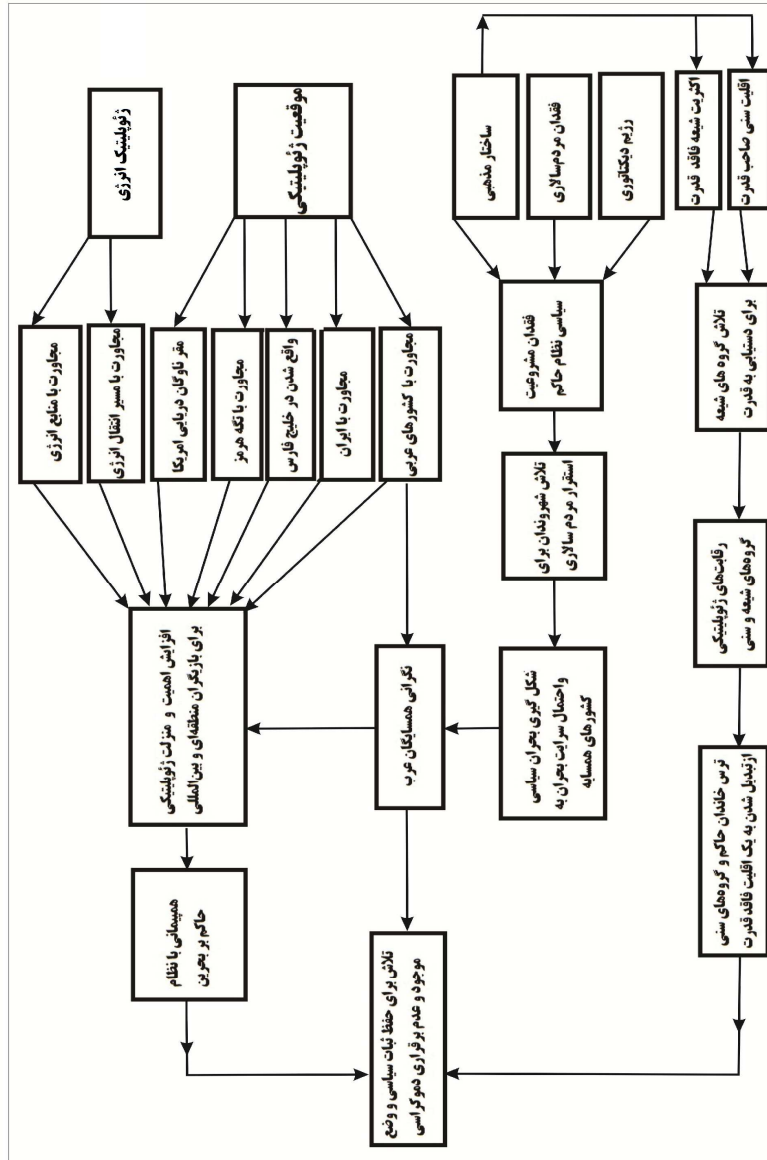 اقلیت سنی صاحب قدرت
اکثریت شیعه فاقد قدرت
رژیم دیکتاتوری
فقدان مردم‌سالاری
ساختار مذهبی
موقعیت ژئوپلیتیکی
ژئوپلیتیک انرژی
تلاش گروه های شیعه
برای دستیابی به قدرت
فقدان مشروعیت
سیاسی نظام حاکم
مجاورت با کشورهای عربی
مجاورت با ایران
واقع شدن در خلیج فارس
مجاورت با تگه هرمز
مقر ناوگان دریایی امریکا
مجاورت با مسیر انتقال انرژی
مجاورت با منابع انرژی
رقابت‌های ژئوپلیتیکی
گروه‌های شیعه و سنی
تلاش شهروندان برای
استقرار مردم سالاری
ترس خاندان حاکم و گروه‌های سنی
از تبدیل شدن به یک اقلیت فاقد قدرت
شکل گیری بحران سیاسی
واحتمال سرایت بحران به
کشورهای همسایه
نگرانی همسایگان عرب
افزایش اهمیت و منزلت ژئوپلیتیکی
برای بازیگران منطقه‌ای و بین‌المللی
همپیمانی با نظام
حاکم بر بحرین
تلاش برای حفظ ثبات سیاسی و وضع
موجود و عدم برقراری دموکراسی